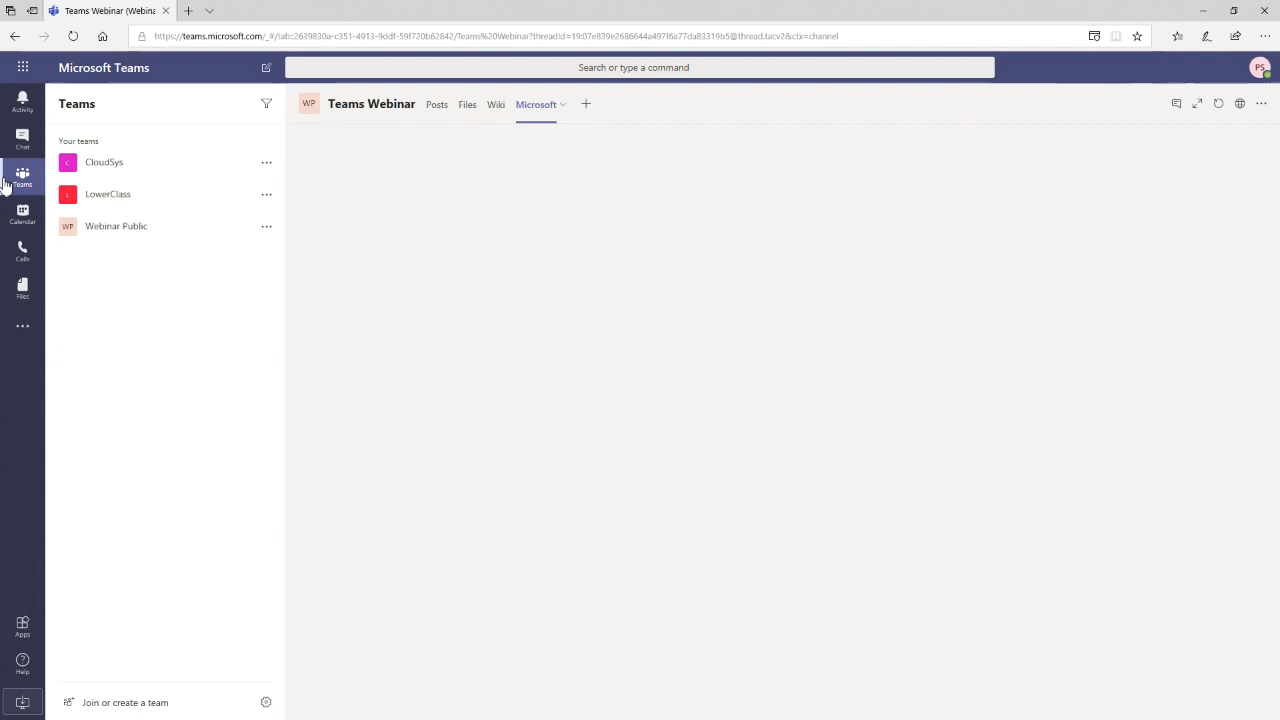 Teams Webinar (Webina
https://teams.microsoft.com/_#/tab::2639830a-c351-4913-9ddf-59f720b62842/Teams%20Webinar?threadId=19:07e839e2686644a497f6a77da83319b5@thread.tacv2&ctx=channel
Microsoft Teams
Search or type a command
PS
Activity
Chat
Teams
Calendar
Calls
Files
Apps
Help
Teams
Your teams
C CloudSys
L LowerClass
WP Webinar Public
Join or create a team
WP Teams Webinar Posts Files Wiki Microsoft